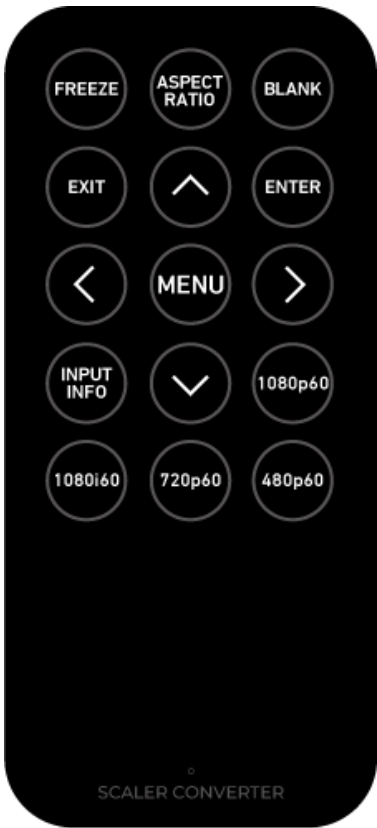 FREEZE
ASPECT
RATIO
BLANK
EXIT
ENTER
MENU
INPUT
INFO
1080p60
1080i60
720p60
480p60
SCALER CONVERTER